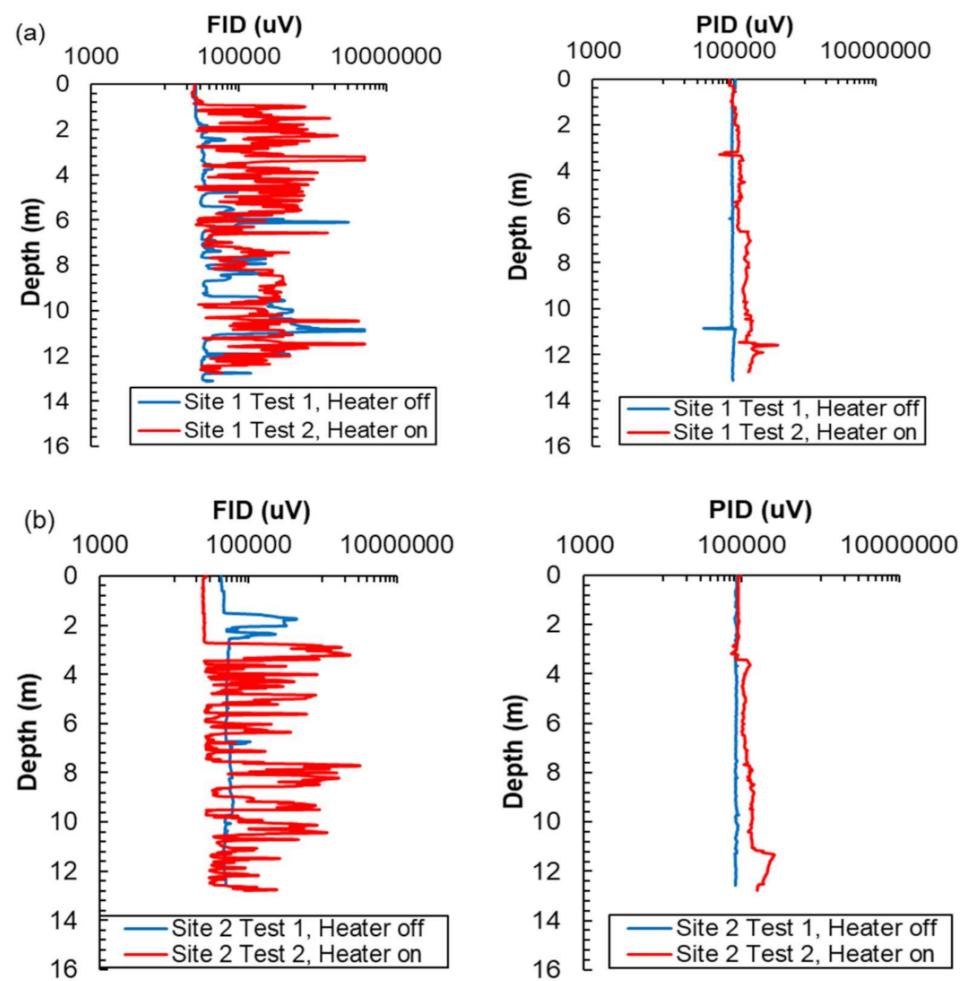 (a)
FID (uV)
1000 100000 10000000
0
2
4
6
8
10
12
14
16
Depth (m)
Site 1 Test 1, Heater off
Site 1 Test 2, Heater on
PID (uV)
1000 100000 10000000
0
2
4
6
8
10
12
14
16
Depth (m)
Site 1 Test 1, Heater off
Site 1 Test 2, Heater on
(b)
FID (uV)
1000 100000 10000000
0
2
4
6
8
10
12
14
16
Depth (m)
Site 2 Test 1, Heater off
Site 2 Test 2, Heater on
PID (uV)
1000 100000 10000000
0
2
4
6
8
10
12
14
16
Depth (m)
Site 2 Test 1, Heater off
Site 2 Test 2, Heater on